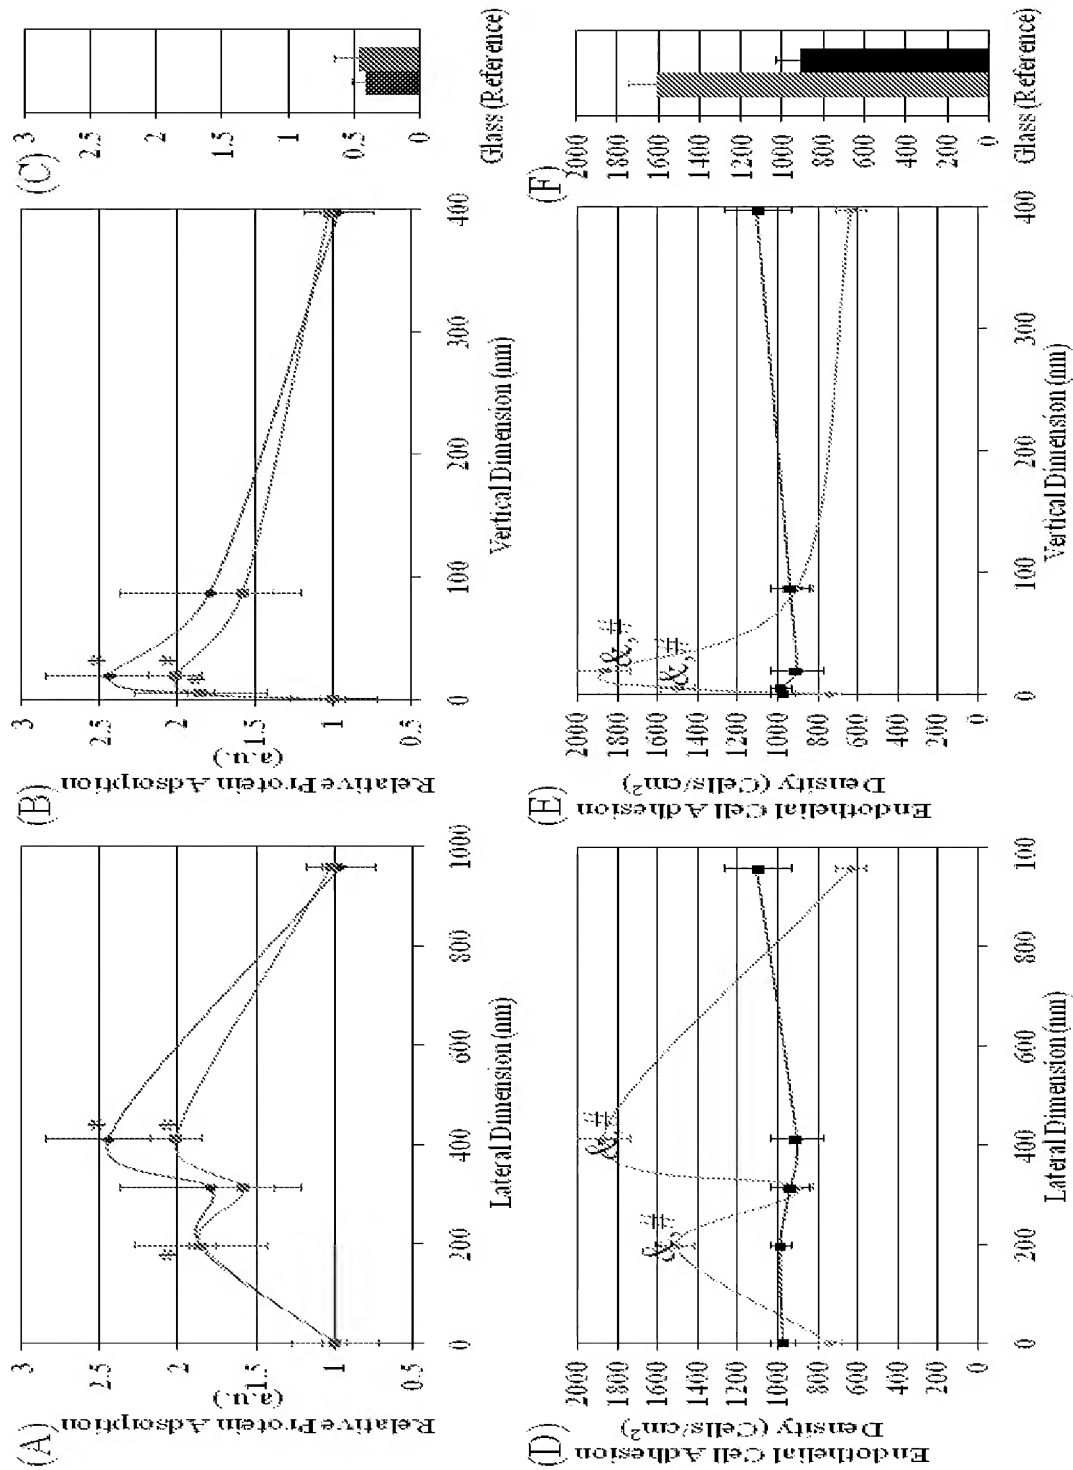 (A)
Relative Protein Adsorption
(a.u.)
3
2.5
2
1.5
1
0.5
*
*
*
0 200 400 600 800 1000
Lateral Dimension (nm)
(B)
Relative Protein Adsorption
(a.u.)
3
2.5
2
1.5
1
0.5
*
*
*
0 100 200 300 400
Vertical Dimension (nm)
(C)
3
2.5
2
1.5
1
0.5
0
Glass (Reference)
(D)
Endothelial Cell Adhesion
Density (Cells/cm²)
2000
1800
1600
1400
1200
1000
800
600
400
200
0
&,#
&,#
0 200 400 600 800 100
Lateral Dimension (nm)
(E)
Endothelial Cell Adhesion
Density (Cells/cm²)
2000
1800
1600
1400
1200
1000
800
600
400
200
0
&,#
&,#
0 100 200 300 400
Vertical Dimension (nm)
(F)
2000
1800
1600
1400
1200
1000
800
600
400
200
0
Glass (Reference)